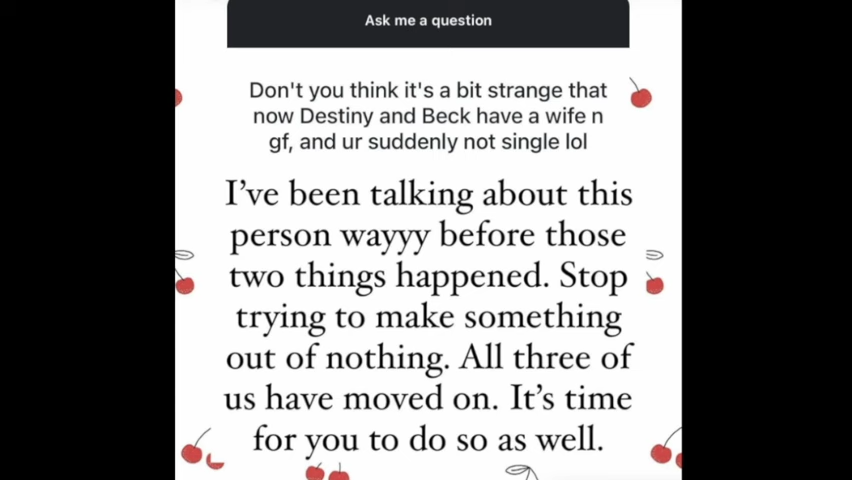 Ask me a question
Don't you think it's a bit strange that
now Destiny and Beck have a wife n
gf, and ur suddenly not single lol
I've been talking about this
person wayyy before those
two things happened. Stop
trying to make something
out of nothing. All three of
us have moved on. It's time
for you to do so as well.